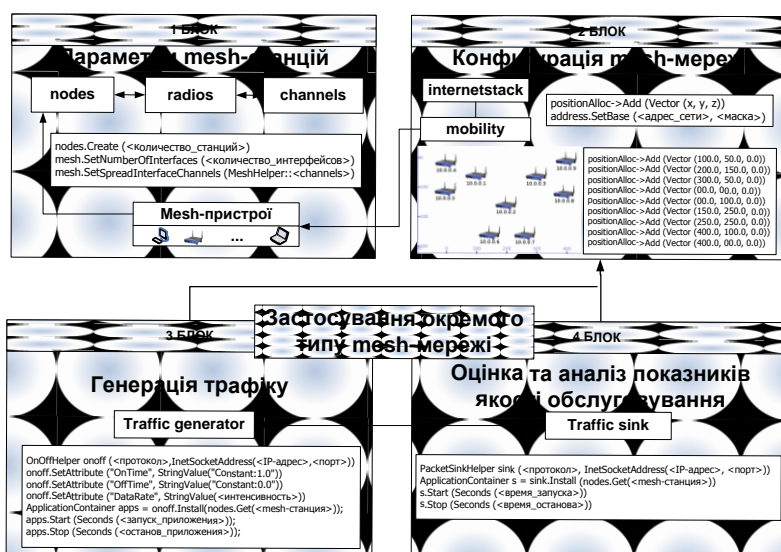 1 БЛОК
Параметри mesh-станцій
nodes
radios
channels
nodes.Create (<количество_станций>)
mesh.SetNumberOfInterfaces (<количество_интерфейсов>)
mesh.SetSpreadInterfaceChannels (MeshHelper::<channels>)
Mesh-пристрої
...
2 БЛОК
Конфігурація mesh-мережі
internetstack
mobility
positionAlloc->Add (Vector (x, y, z))
address.SetBase (<адрес_сети>, <маска>)
positionAlloc->Add (Vector (100.0, 50.0, 0.0))
positionAlloc->Add (Vector (200.0, 150.0, 0.0))
positionAlloc->Add (Vector (300.0, 50.0, 0.0))
positionAlloc->Add (Vector (00.0, 00.0, 0.0))
positionAlloc->Add (Vector (00.0, 100.0, 0.0))
positionAlloc->Add (Vector (150.0, 250.0, 0.0))
positionAlloc->Add (Vector (250.0, 250.0, 0.0))
positionAlloc->Add (Vector (400.0, 100.0, 0.0))
positionAlloc->Add (Vector (400.0, 00.0, 0.0))
Застосування окремого
типу mesh-мережі
3 БЛОК
Генерація трафіку
Traffic generator
OnOffHelper onoff (<протокол>,InetSocketAddress(<IP-адрес>,<порт>))
onoff.SetAttribute ("OnTime", StringValue("Constant:1.0"))
onoff.SetAttribute ("OffTime", StringValue("Constant:0.0"))
onoff.SetAttribute ("DataRate", StringValue(<интенсивность>))
ApplicationContainer apps = onoff.Install(nodes.Get(<mesh-станция>));
apps.Start (Seconds (<запуск_приложения>));
apps.Stop (Seconds (<останов_приложения>);
4 БЛОК
Оцінка та аналіз показників
якості обслуговування
Traffic sink
PacketSinkHelper sink (<протокол>, InetSocketAddress(<IP-адрес>, <порт>))
ApplicationContainer s = sink.Install (nodes.Get(<mesh-станция>))
s.Start (Seconds (<время_запуска>))
s.Stop (Seconds (<время_останова>))